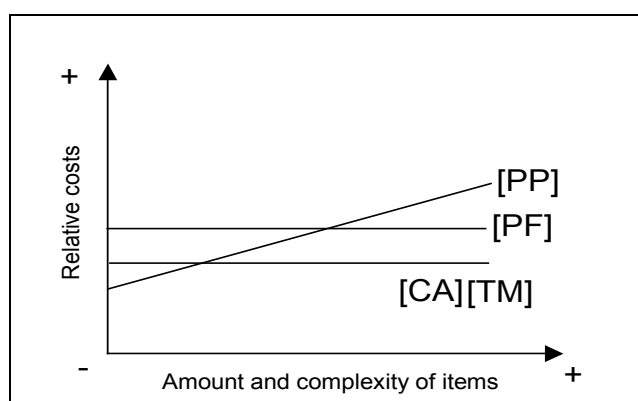 +
Relative costs
[PP]
[PF]
[CA][TM]
-
Amount and complexity of items
+